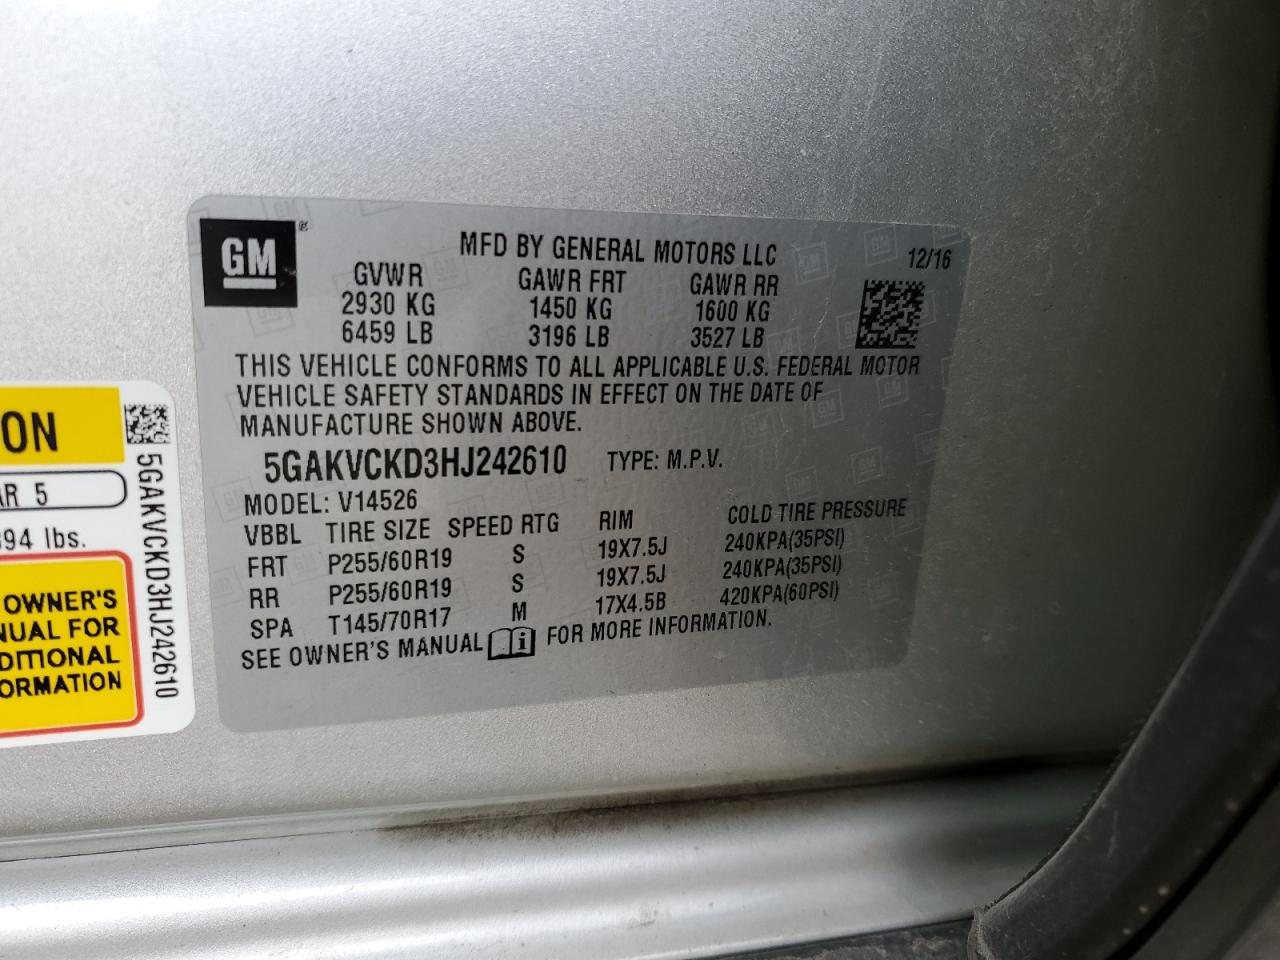 GM
MFD BY GENERAL MOTORS LLC 12/16
GVWR GAWR FRT GAWR RR
2930 KG 1450 KG 1600 KG
6459 LB 3196 LB 3527 LB
THIS VEHICLE CONFORMS TO ALL APPLICABLE U.S. FEDERAL MOTOR
VEHICLE SAFETY STANDARDS IN EFFECT ON THE DATE OF
MANUFACTURE SHOWN ABOVE.
5GAKVCKD3HJ242610 TYPE: M.P.V.
MODEL: V14526
VBBL TIRE SIZE SPEED RTG RIM COLD TIRE PRESSURE
FRT P255/60R19 S 19X7.5J 240KPA(35PSI)
RR P255/60R19 S 19X7.5J 240KPA(35PSI)
SPA T145/70R17 M 17X4.5B 420KPA(60PSI)
SEE OWNER'S MANUAL i FOR MORE INFORMATION.
ON
AR 5
394 lbs.
OWNER'S
NUAL FOR
DITIONAL
ORMATION
5GAKVCKD3HJ242610